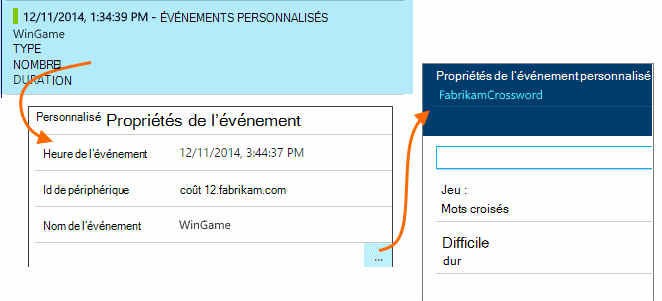 12/11/2014, 1:34:39 PM - ÉVÉNEMENTS PERSONNALISÉS
WinGame
TYPE
NOMBRE
DURATION
Personnalisé Propriétés de l'événement
Heure de l'événement 12/11/2014, 3:44:37 PM
Id de périphérique coût 12.fabrikam.com
Nom de l'événement WinGame
...
Propriétés de l'événement personnalisé
FabrikamCrossword
Jeu :
Mots croisés
Difficile
dur